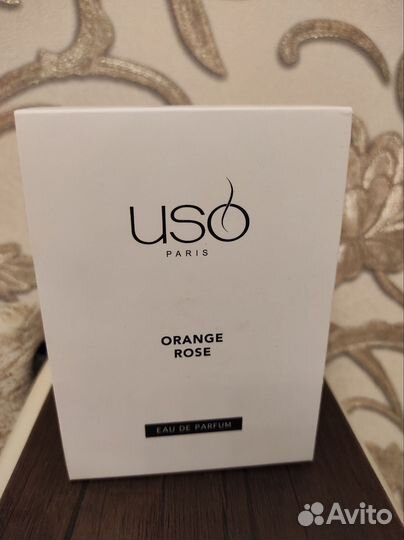 uso
PARIS
ORANGE
ROSE
EAU DE PARFUM
Avito